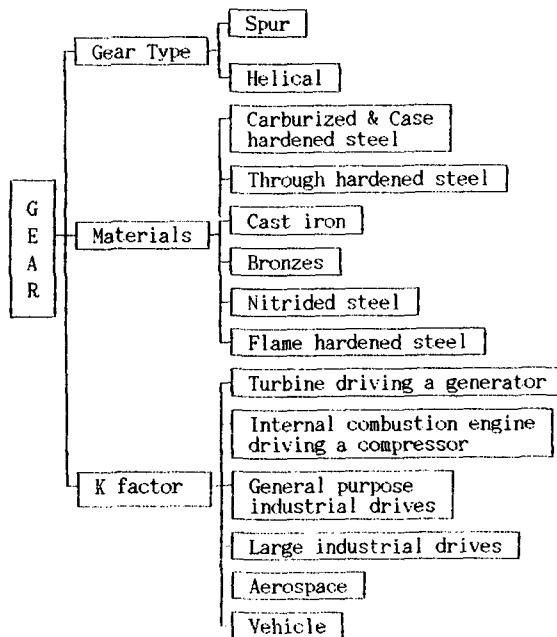 GEAR
Gear Type
Spur
Helical
Materials
Carburized & Case
hardened steel
Through hardened steel
Cast iron
Bronzes
Nitrided steel
Flame hardened steel
K factor
Turbine driving a generator
Internal combustion engine
driving a compressor
General purpose
industrial drives
Large industrial drives
Aerospace
Vehicle